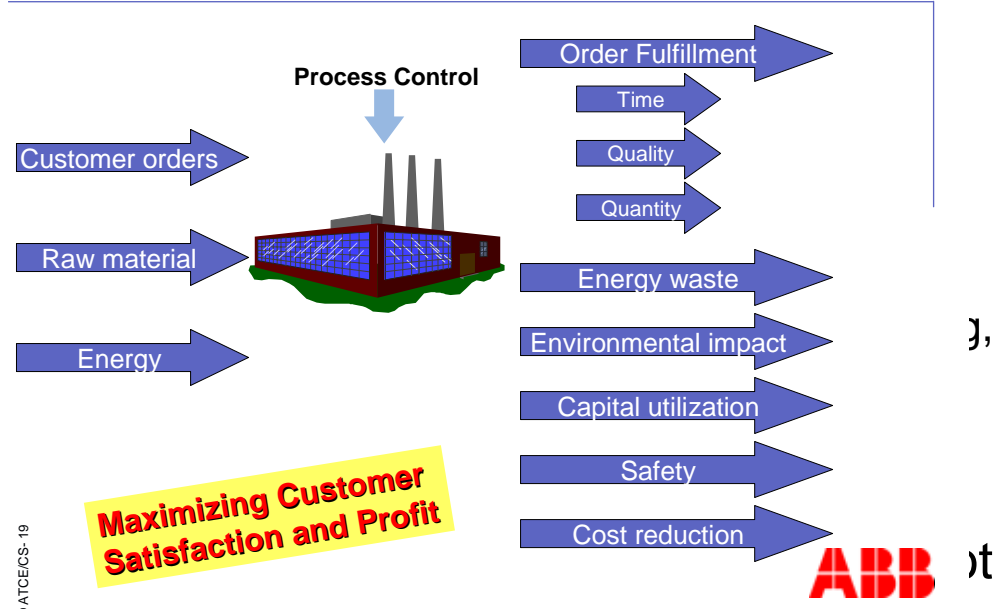 Process Control
Customer orders
Raw material
Energy
Order Fulfillment
Time
Quality
Quantity
Energy waste
Environmental impact
Capital utilization
Safety
Cost reduction
Maximizing Customer
Satisfaction and Profit
ATCE/CS- 19
ABB